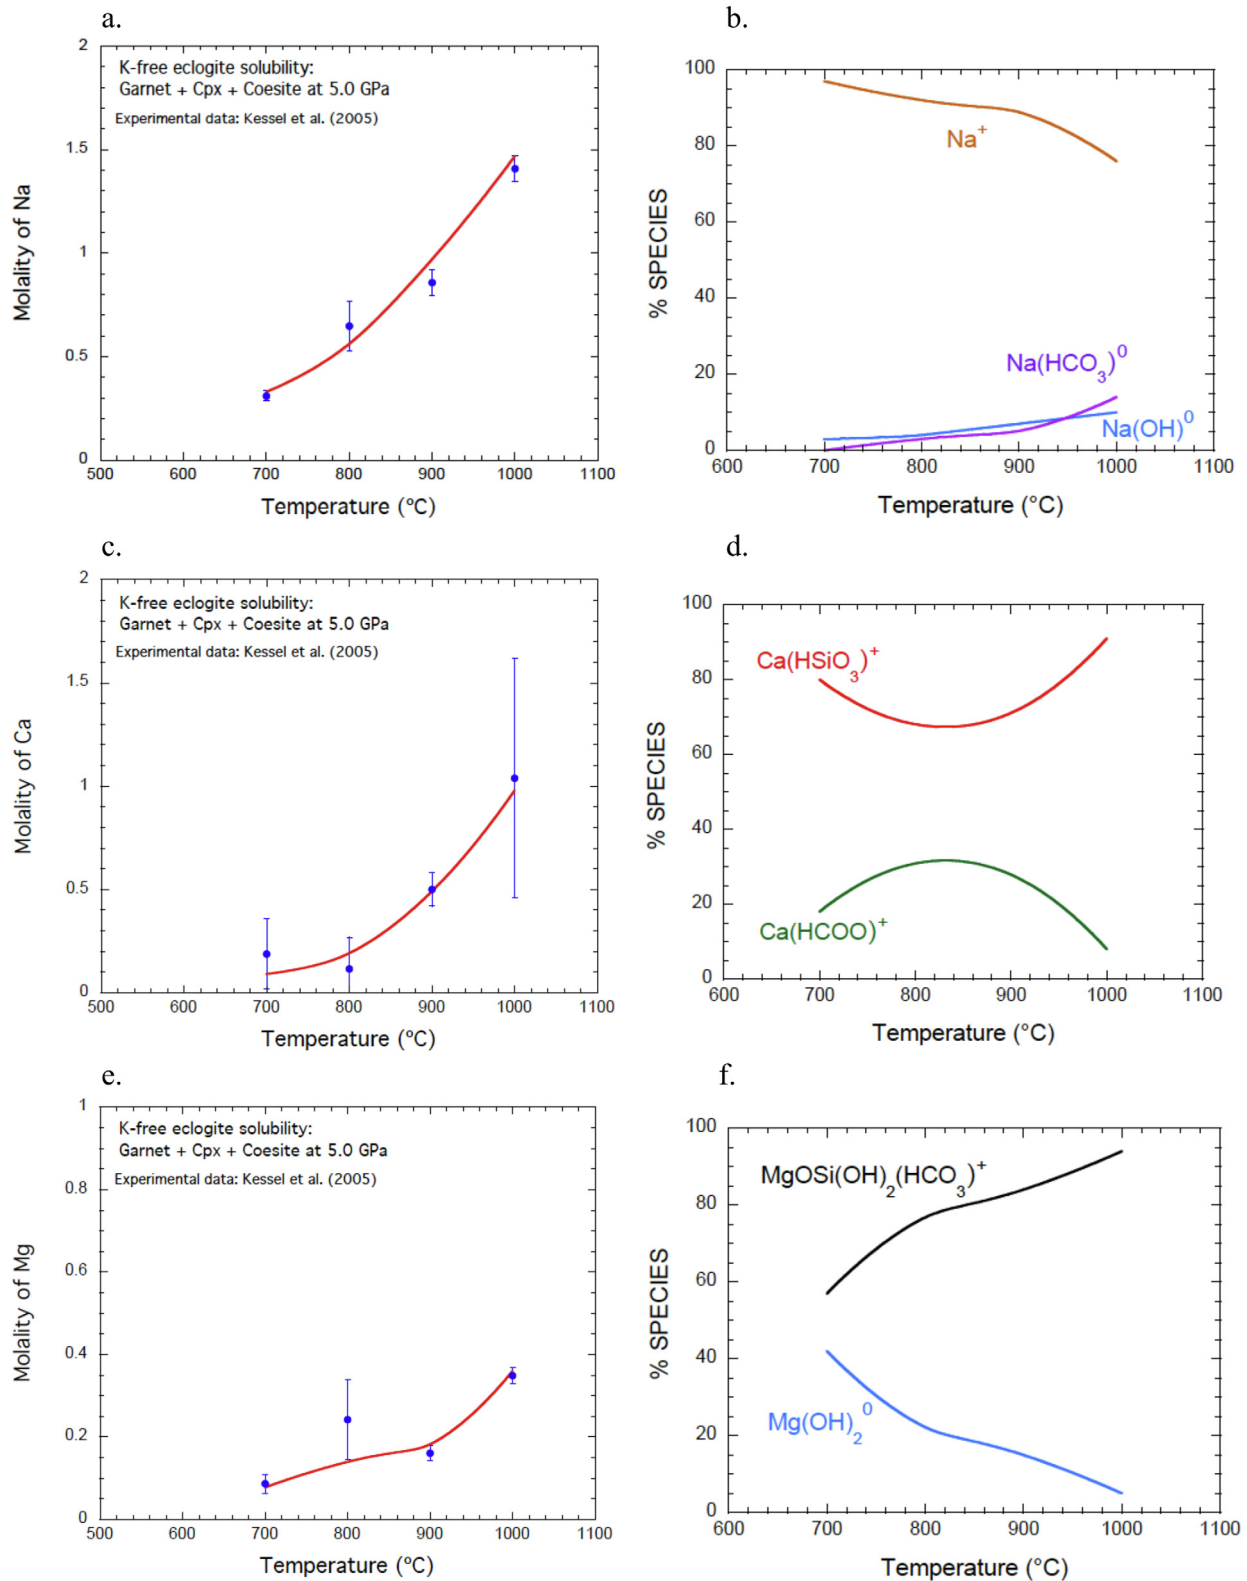 a.
2
1.5
1
0.5
0
K-free eclogite solubility:
Garnet + Cpx + Coesite at 5.0 GPa
Experimental data: Kessel et al. (2005)
Molality of Na
500 600 700 800 900 1000 1100
Temperature (ºC)
b.
100
80
60
40
20
0
Na+
Na(HCO3)0
Na(OH)0
% SPECIES
600 700 800 900 1000 1100
Temperature (°C)
c.
2
1.5
1
0.5
0
K-free eclogite solubility:
Garnet + Cpx + Coesite at 5.0 GPa
Experimental data: Kessel et al. (2005)
Molality of Ca
500 600 700 800 900 1000 1100
Temperature (ºC)
d.
100
80
60
40
20
0
Ca(HSiO3)+
Ca(HCOO)+
% SPECIES
600 700 800 900 1000 1100
Temperature (°C)
e.
1
0.8
0.6
0.4
0.2
0
K-free eclogite solubility:
Garnet + Cpx + Coesite at 5.0 GPa
Experimental data: Kessel et al. (2005)
Molality of Mg
500 600 700 800 900 1000 1100
Temperature (ºC)
f.
100
80
60
40
20
0
MgOSi(OH)2(HCO3)+
Mg(OH)20
% SPECIES
600 700 800 900 1000 1100
Temperature (°C)